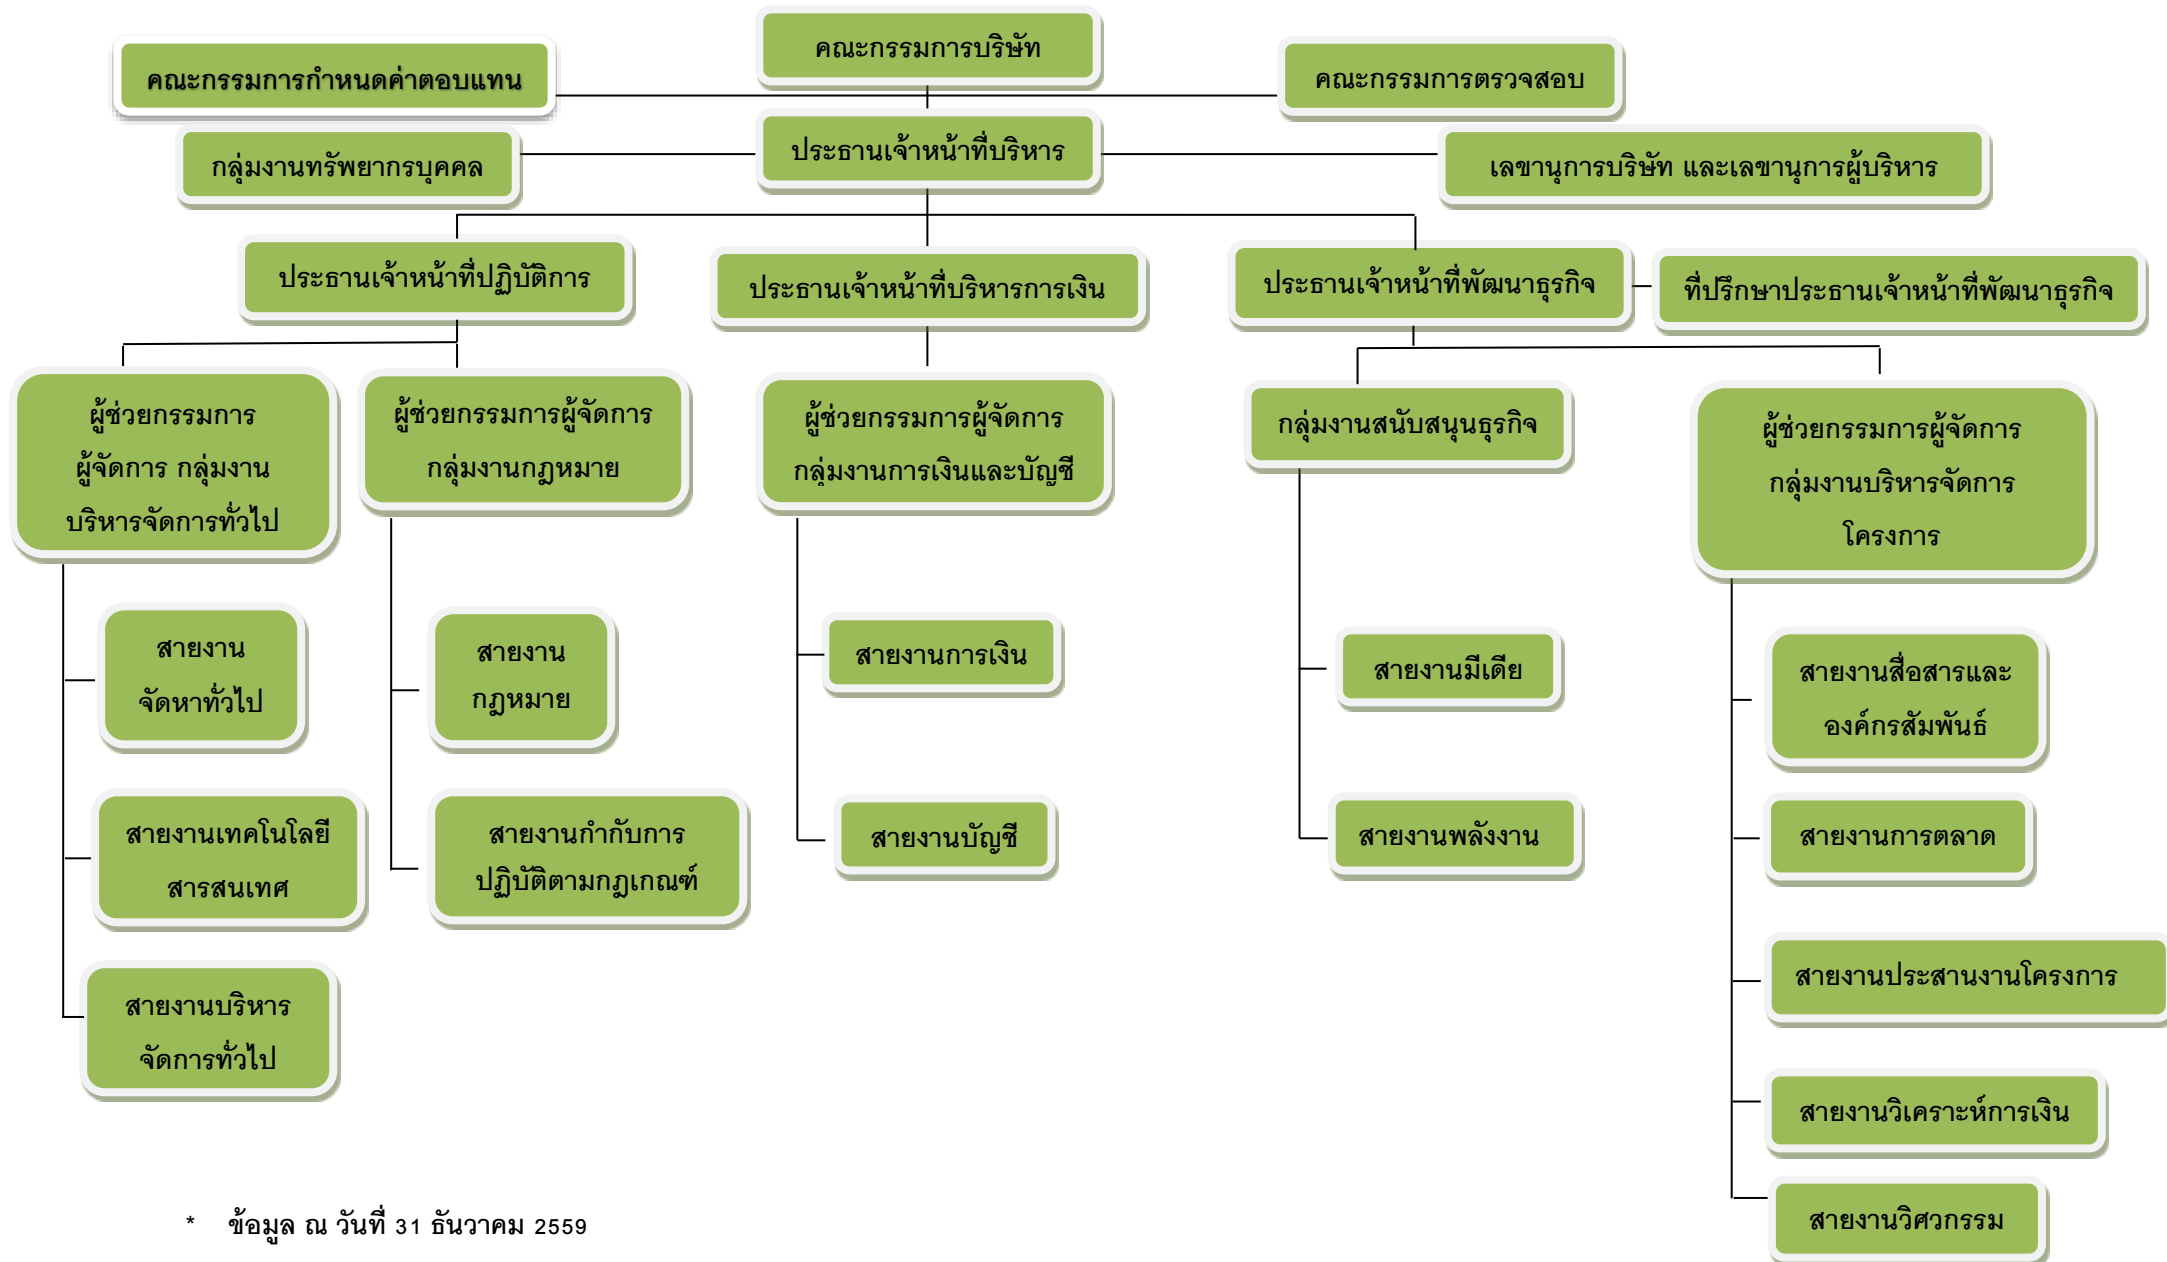 คณะกรรมการบริษัท
คณะกรรมการกำหนดค่าตอบแทน
คณะกรรมการตรวจสอบ
ประธานเจ้าหน้าที่บริหาร
กลุ่มงานทรัพยากรบุคคล
เลขานุการบริษัท และเลขานุการผู้บริหาร
ประธานเจ้าหน้าที่ปฏิบัติการ
ประธานเจ้าหน้าที่บริหารการเงิน
ประธานเจ้าหน้าที่พัฒนาธุรกิจ
ที่ปรึกษาประธานเจ้าหน้าที่พัฒนาธุรกิจ
ผู้ช่วยกรรมการ
ผู้จัดการ กลุ่มงาน
บริหารจัดการทั่วไป
ผู้ช่วยกรรมการผู้จัดการ
กลุ่มงานกฎหมาย
ผู้ช่วยกรรมการผู้จัดการ
กลุ่มงานการเงินและบัญชี
กลุ่มงานสนับสนุนธุรกิจ
ผู้ช่วยกรรมการผู้จัดการ
กลุ่มงานบริหารจัดการ
โครงการ
สายงาน
จัดหาทั่วไป
สายงาน
กฎหมาย
สายงานการเงิน
สายงานมีเดีย
สายงานสื่อสารและ
องค์กรสัมพันธ์
สายงานเทคโนโลยี
สารสนเทศ
สายงานกำกับการ
ปฏิบัติตามกฎเกณฑ์
สายงานบัญชี
สายงานพลังงาน
สายงานการตลาด
สายงานบริหาร
จัดการทั่วไป
สายงานประสานงานโครงการ
สายงานวิเคราะห์การเงิน
สายงานวิศวกรรม
* ข้อมูล ณ วันที่ 31 ธันวาคม 2559